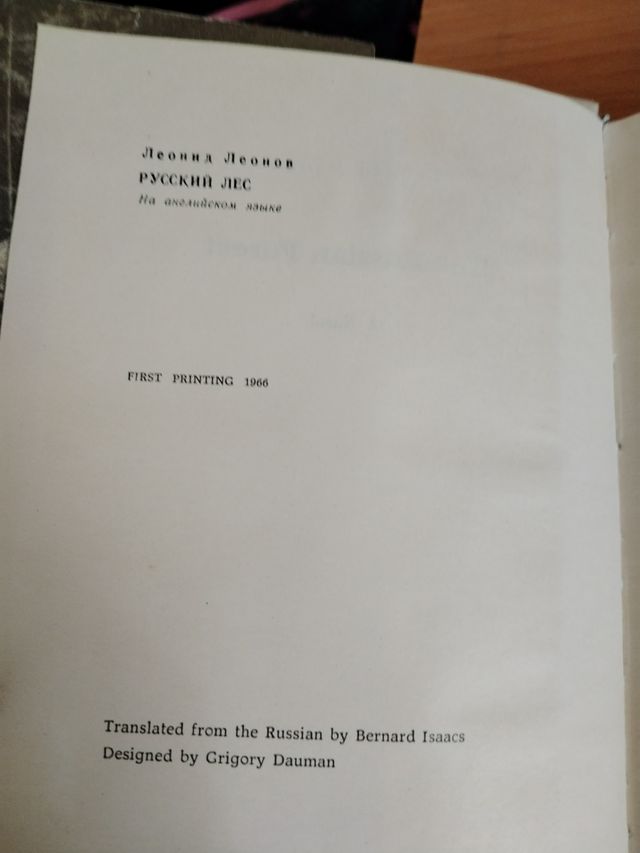 Леонид Леонов
РУССКИЙ ЛЕС
На английском языке
FIRST PRINTING 1966
Translated from the Russian by Bernard Isaacs
Designed by Grigory Dauman